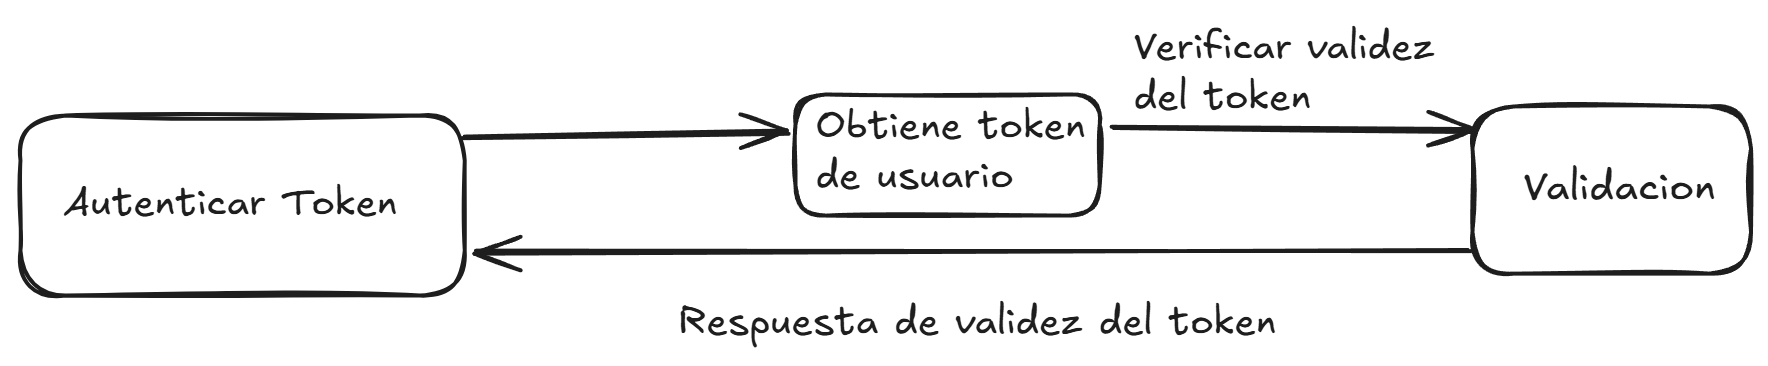 Verificar validez
del token
Autenticar Token
Obtiene token
de usuario
Validacion
Respuesta de validez del token